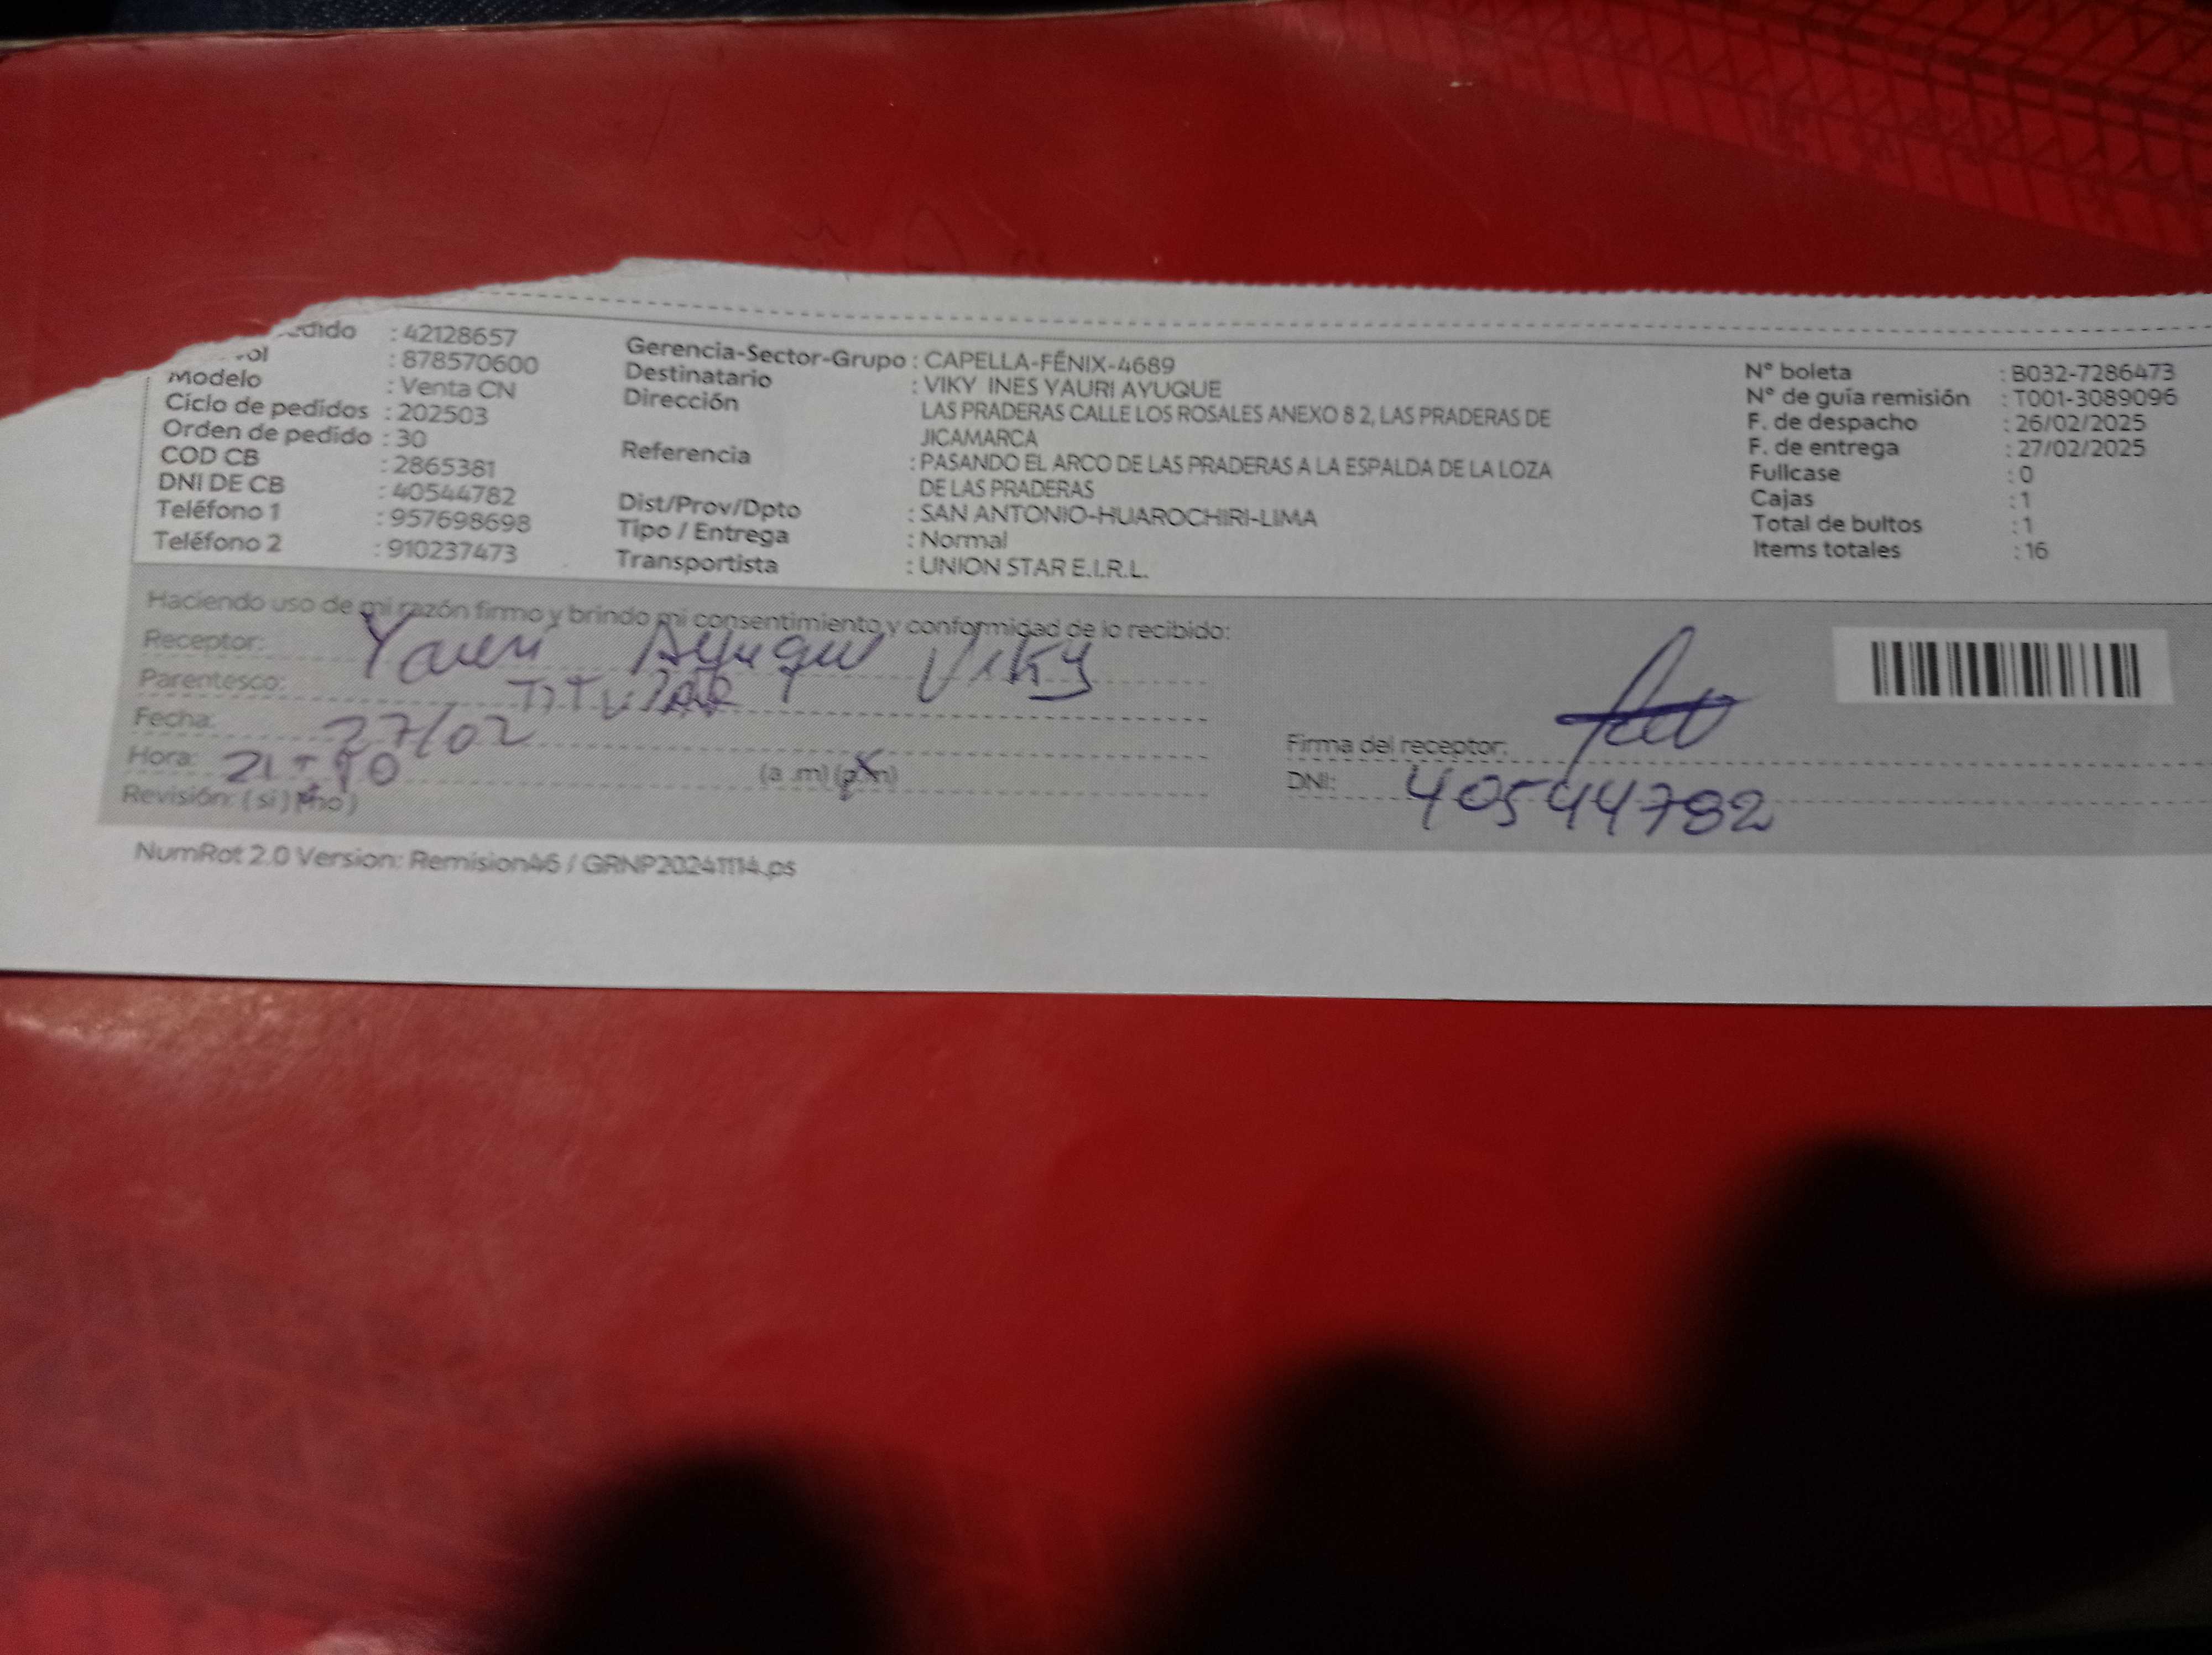 edido : 42128657
ol : 878570600
Modelo : Venta CN
Ciclo de pedidos : 202503
Orden de pedido : 30
COD CB : 2865381
DNI DE CB : 40544782
Teléfono 1 : 957698698
Teléfono 2 : 910237473
Gerencia-Sector-Grupo : CAPELLA-FÉNIX-4689
Destinatario : VIKY INES YAURI AYUQUE
Dirección : LAS PRADERAS CALLE LOS ROSALES ANEXO 8 2, LAS PRADERAS DE
JICAMARCA
Referencia : PASANDO EL ARCO DE LAS PRADERAS A LA ESPALDA DE LA LOZA
DE LAS PRADERAS
Dist/Prov/Dpto : SAN ANTONIO-HUAROCHIRI-LIMA
Tipo / Entrega : Normal
Transportista : UNION STAR E.I.R.L.
N° boleta : B032-7286473
N° de guía remisión : T001-3089096
F. de despacho : 26/02/2025
F. de entrega : 27/02/2025
Fullcase : 0
Cajas : 1
Total de bultos : 1
Items totales : 16
Haciendo uso de mi razón firmo y brindo mi consentimiento y conformidad de lo recibido:
Receptor: Yauri Ayuque Viky
Parentesco: TITULAR
Fecha: 27/02
Hora: (a .m) (p.m)
Revisión: (si) (no)
Firma del receptor:
DNI: 40544782
NumRot 2.0 Version: Remision46 / GRNP20241114.ps